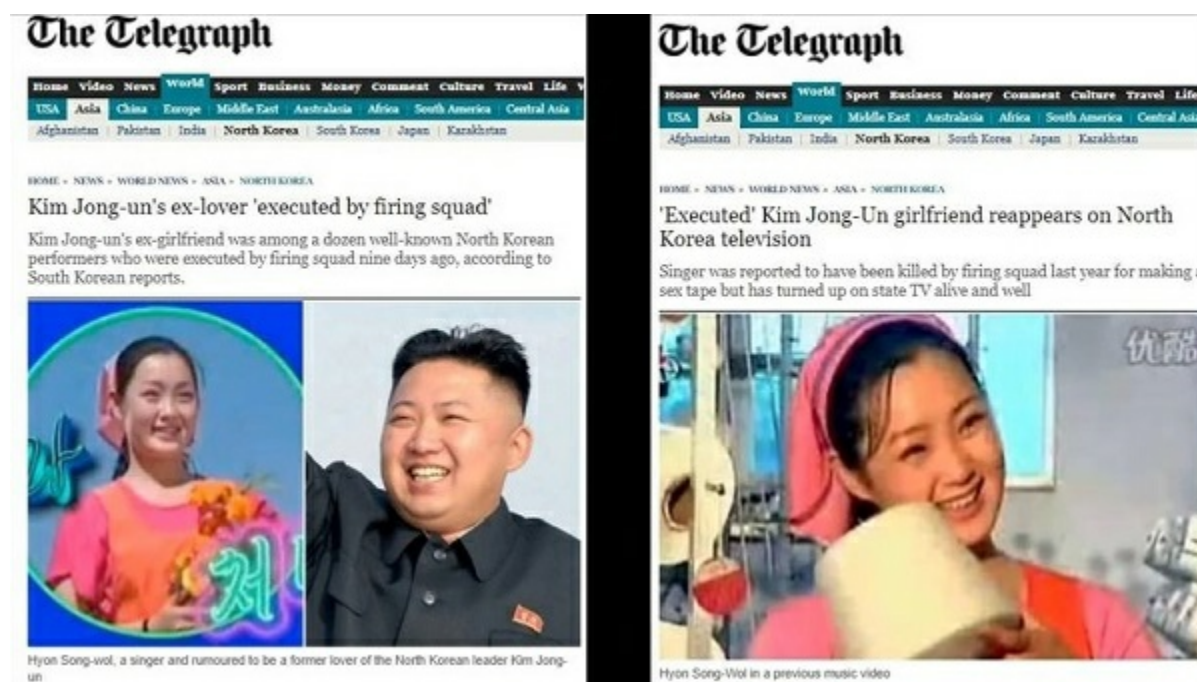 The Telegraph
Home Video News World Sport Business Money Comment Culture Travel Life
USA Asia China Europe Middle East Australasia Africa South America Central Asia
Afghanistan Pakistan India North Korea South Korea Japan Kazakhstan
HOME » NEWS » WORLD NEWS » ASIA » NORTH KOREA
Kim Jong-un's ex-lover 'executed by firing squad'
Kim Jong-un's ex-girlfriend was among a dozen well-known North Korean
performers who were executed by firing squad nine days ago, according to
South Korean reports.
처
Hyon Song-wol, a singer and rumoured to be a former lover of the North Korean leader Kim Jong-
un
The Telegraph
Home Video News World Sport Business Money Comment Culture Travel Life
USA Asia China Europe Middle East Australasia Africa South America Central Asia
Afghanistan Pakistan India North Korea South Korea Japan Kazakhstan
HOME » NEWS » WORLD NEWS » ASIA » NORTH KOREA
'Executed' Kim Jong-Un girlfriend reappears on North
Korea television
Singer was reported to have been killed by firing squad last year for making
sex tape but has turned up on state TV alive and well
优酷
Hyon Song-Wol in a previous music video